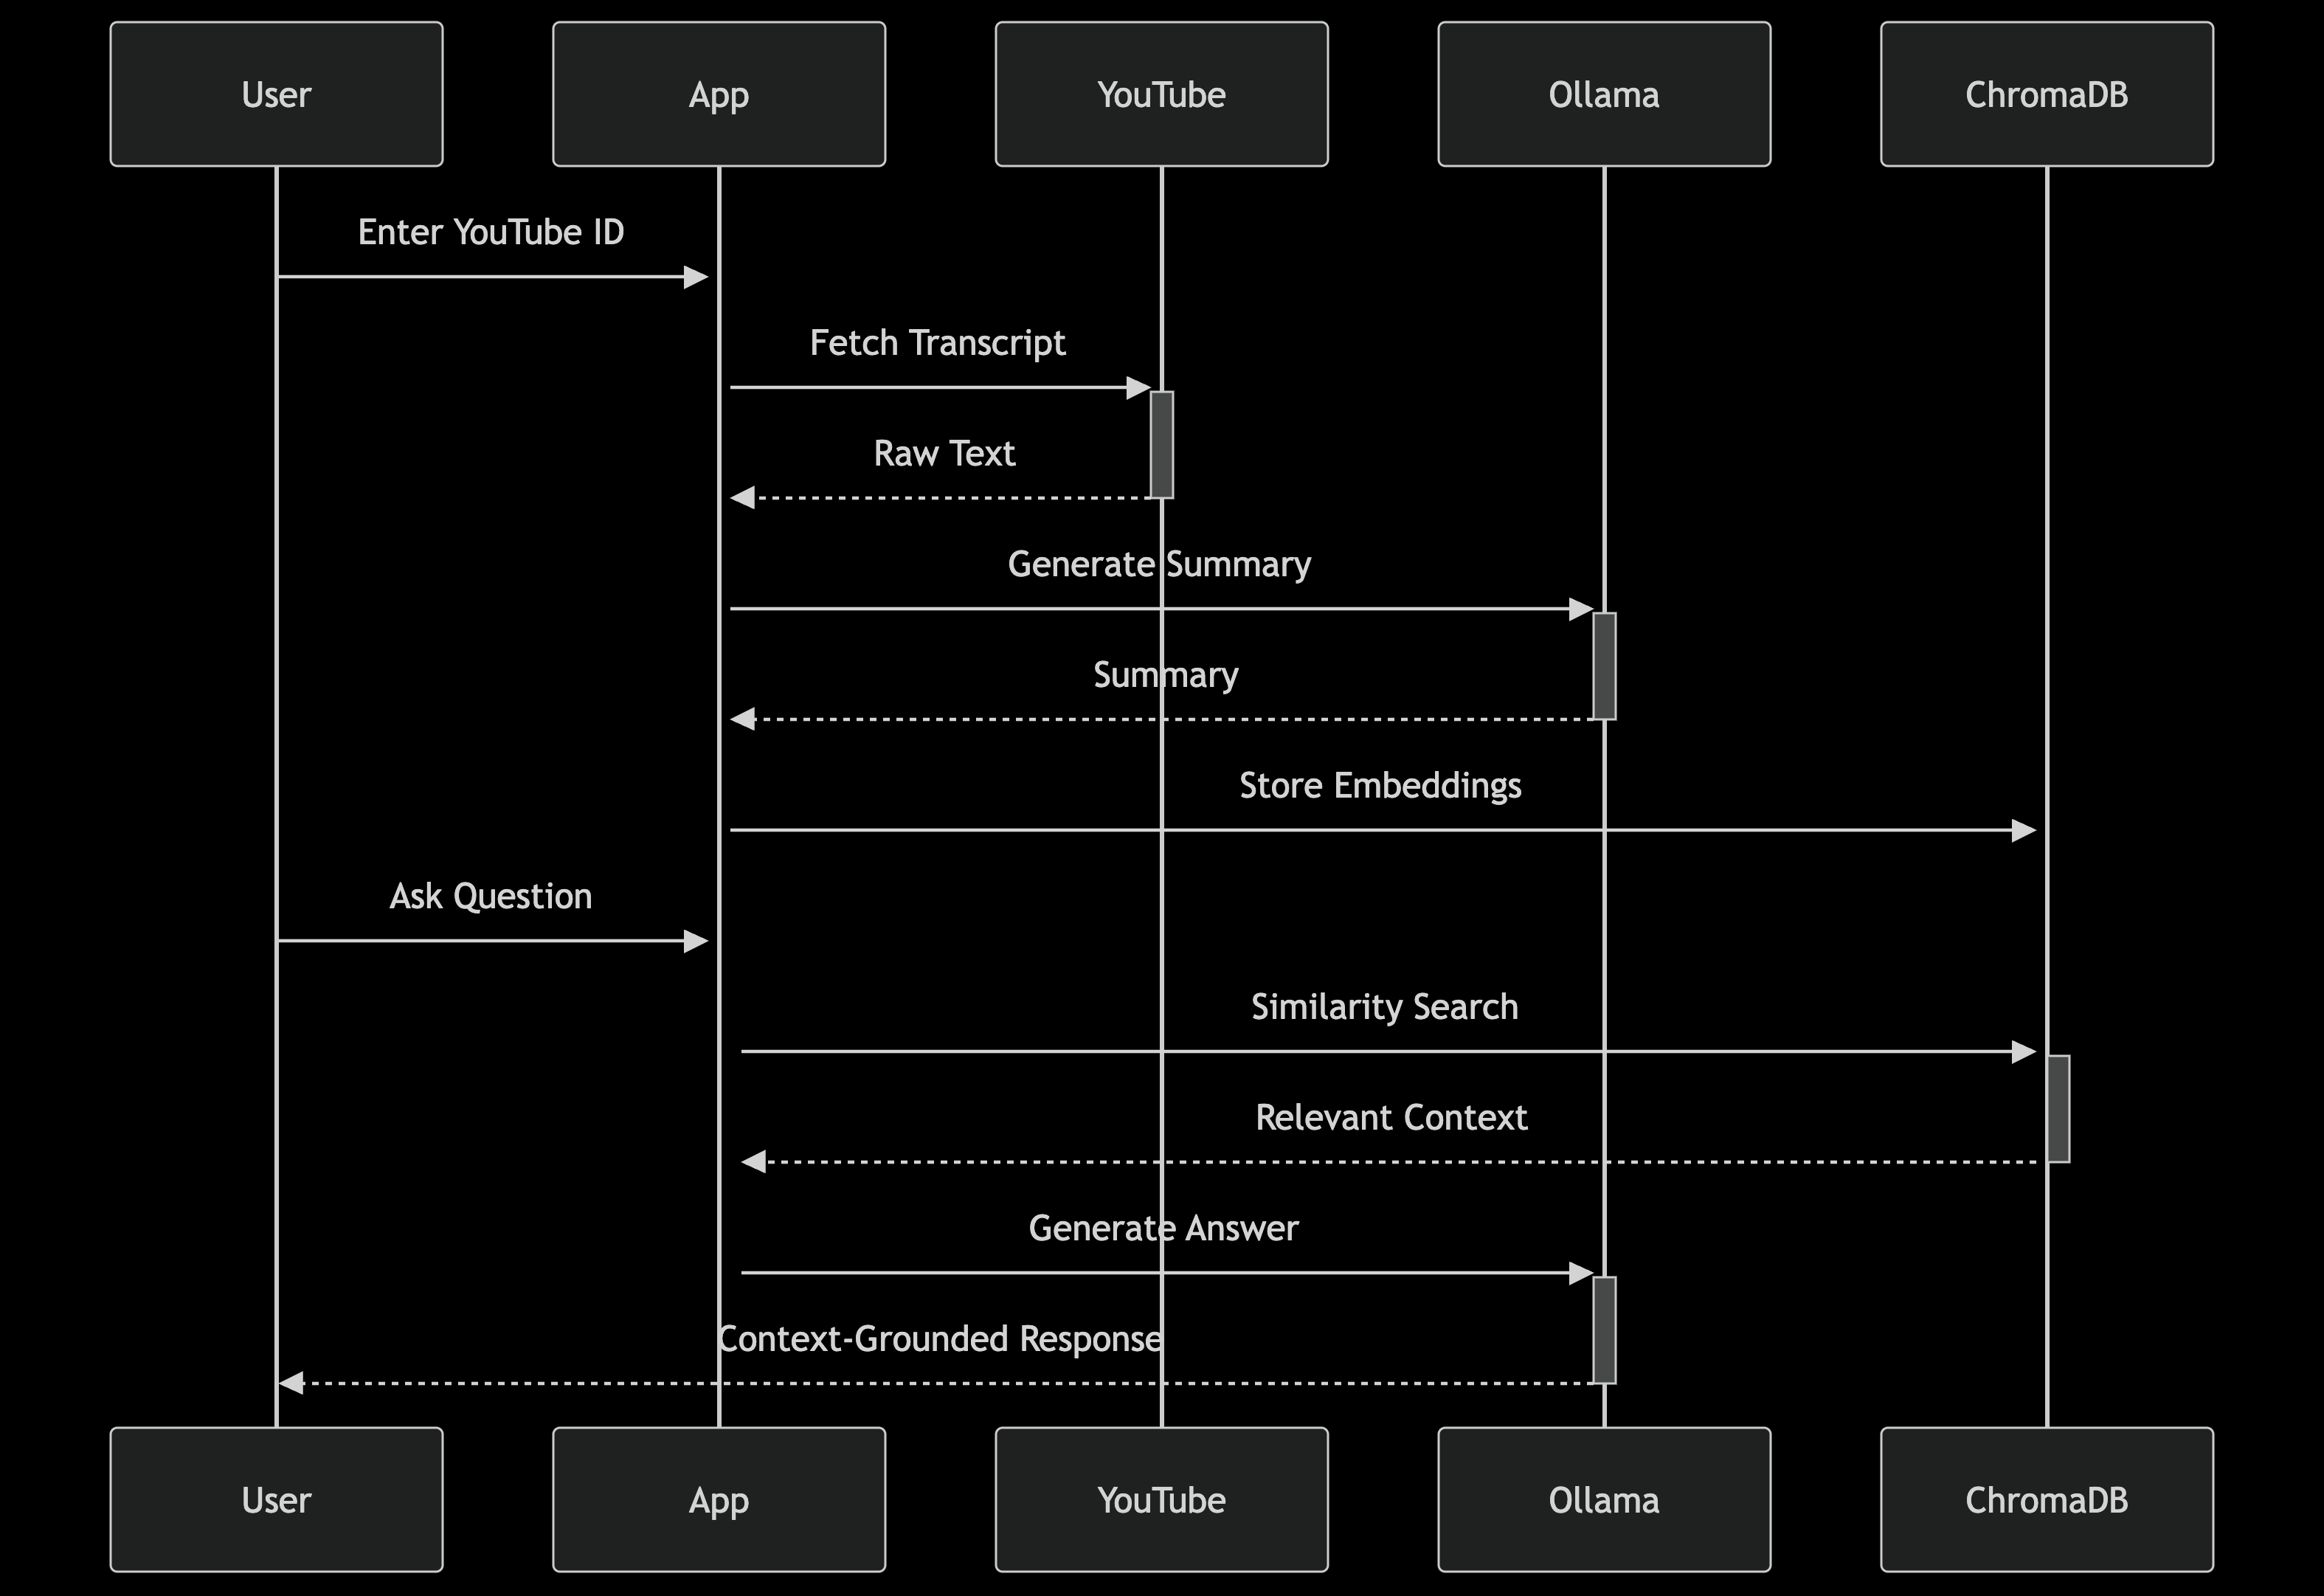 User
App
YouTube
Ollama
ChromaDB
Enter YouTube ID
Fetch Transcript
Raw Text
Generate Summary
Summary
Store Embeddings
Ask Question
Similarity Search
Relevant Context
Generate Answer
Context-Grounded Response
User
App
YouTube
Ollama
ChromaDB